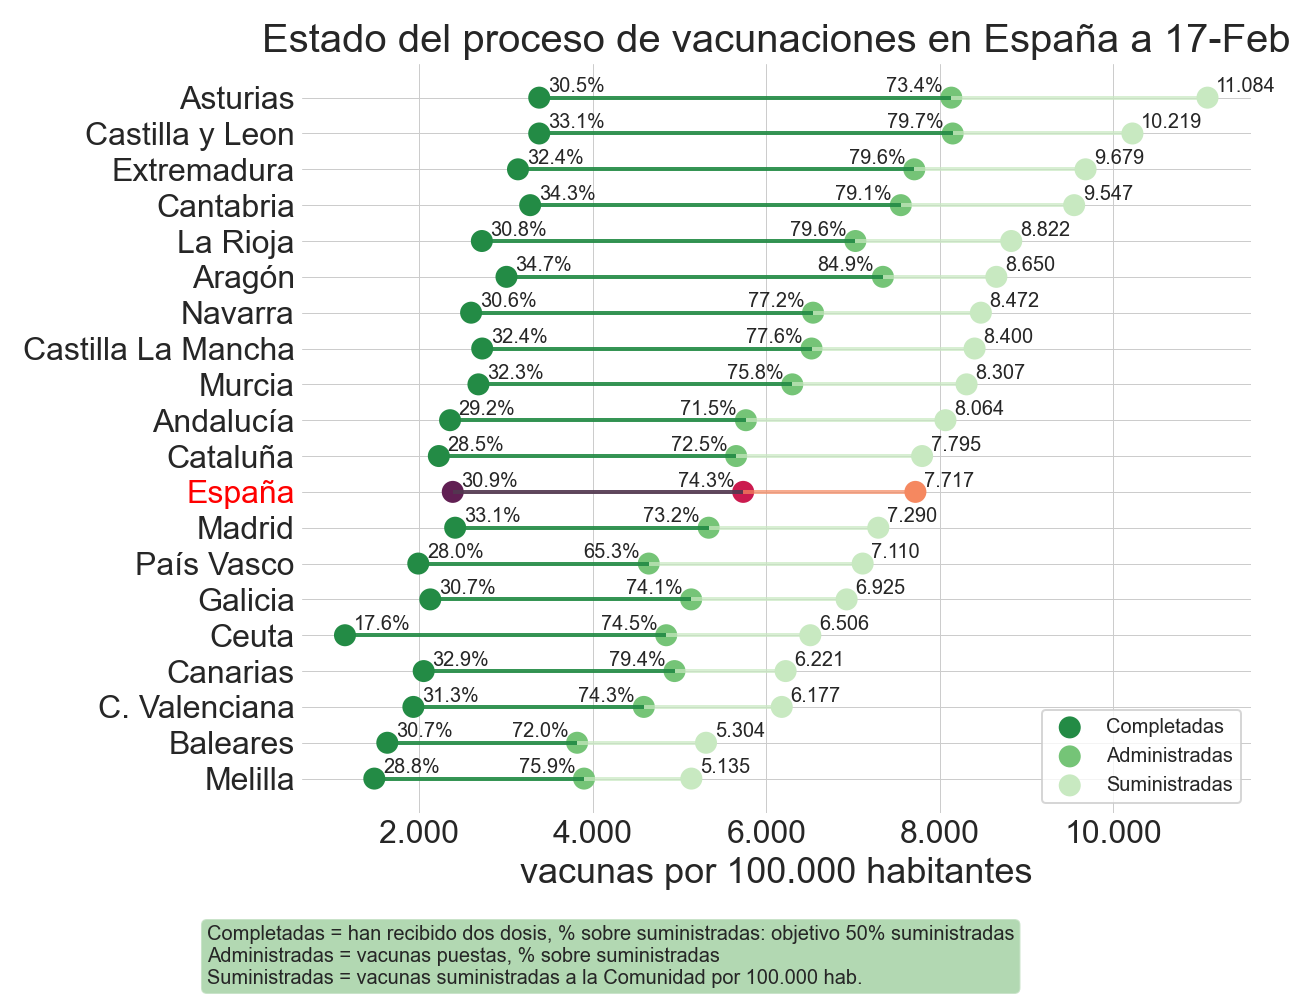 Estado del proceso de vacunaciones en España a 17-Feb
Asturias 30.5% 73.4% 11.084
Castilla y Leon 33.1% 79.7% 10.219
Extremadura 32.4% 79.6% 9.679
Cantabria 34.3% 79.1% 9.547
La Rioja 30.8% 79.6% 8.822
Aragón 34.7% 84.9% 8.650
Navarra 30.6% 77.2% 8.472
Castilla La Mancha 32.4% 77.6% 8.400
Murcia 32.3% 75.8% 8.307
Andalucía 29.2% 71.5% 8.064
Cataluña 28.5% 72.5% 7.795
España 30.9% 74.3% 7.717
Madrid 33.1% 73.2% 7.290
País Vasco 28.0% 65.3% 7.110
Galicia 30.7% 74.1% 6.925
Ceuta 17.6% 74.5% 6.506
Canarias 32.9% 79.4% 6.221
C. Valenciana 31.3% 74.3% 6.177
Baleares 30.7% 72.0% 5.304
Melilla 28.8% 75.9% 5.135
Completadas
Administradas
Suministradas
2.000 4.000 6.000 8.000 10.000
vacunas por 100.000 habitantes
Completadas = han recibido dos dosis, % sobre suministradas: objetivo 50% suministradas
Administradas = vacunas puestas, % sobre suministradas
Suministradas = vacunas suministradas a la Comunidad por 100.000 hab.